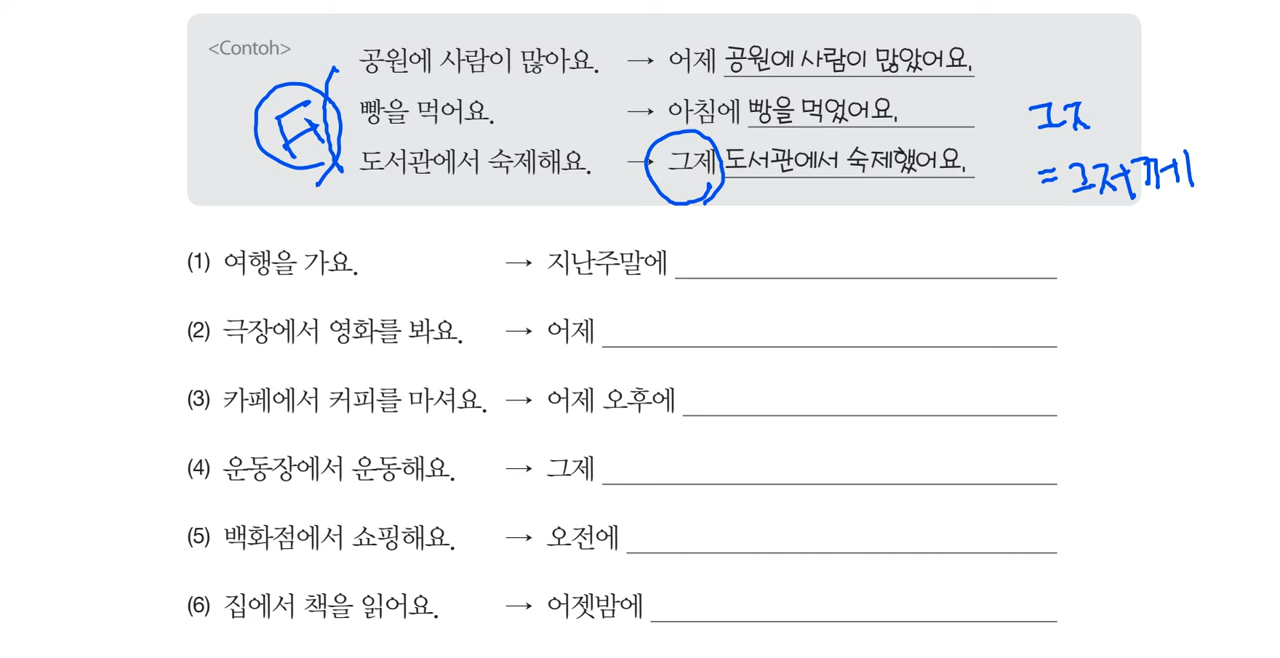 <Contoh> 공원에 사람이 많아요. → 어제 공원에 사람이 많았어요.
빵을 먹어요. → 아침에 빵을 먹었어요.
도서관에서 숙제해요. → 그제 도서관에서 숙제했어요.
= 그저께
(1) 여행을 가요. → 지난주말에
(2) 극장에서 영화를 봐요. → 어제
(3) 카페에서 커피를 마셔요. → 어제 오후에
(4) 운동장에서 운동해요. → 그제
(5) 백화점에서 쇼핑해요. → 오전에
(6) 집에서 책을 읽어요. → 어젯밤에